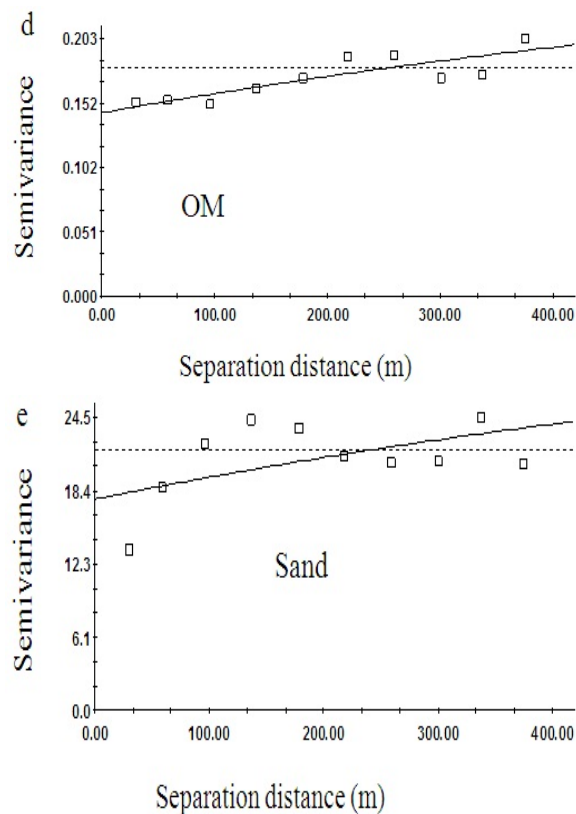 d
Semivariance
0.203
0.152
0.102
0.051
0.000
OM
0.00 100.00 200.00 300.00 400.00
Separation distance (m)
e
Semivariance
24.5
18.4
12.3
6.1
0.0
Sand
0.00 100.00 200.00 300.00 400.00
Separation distance (m)